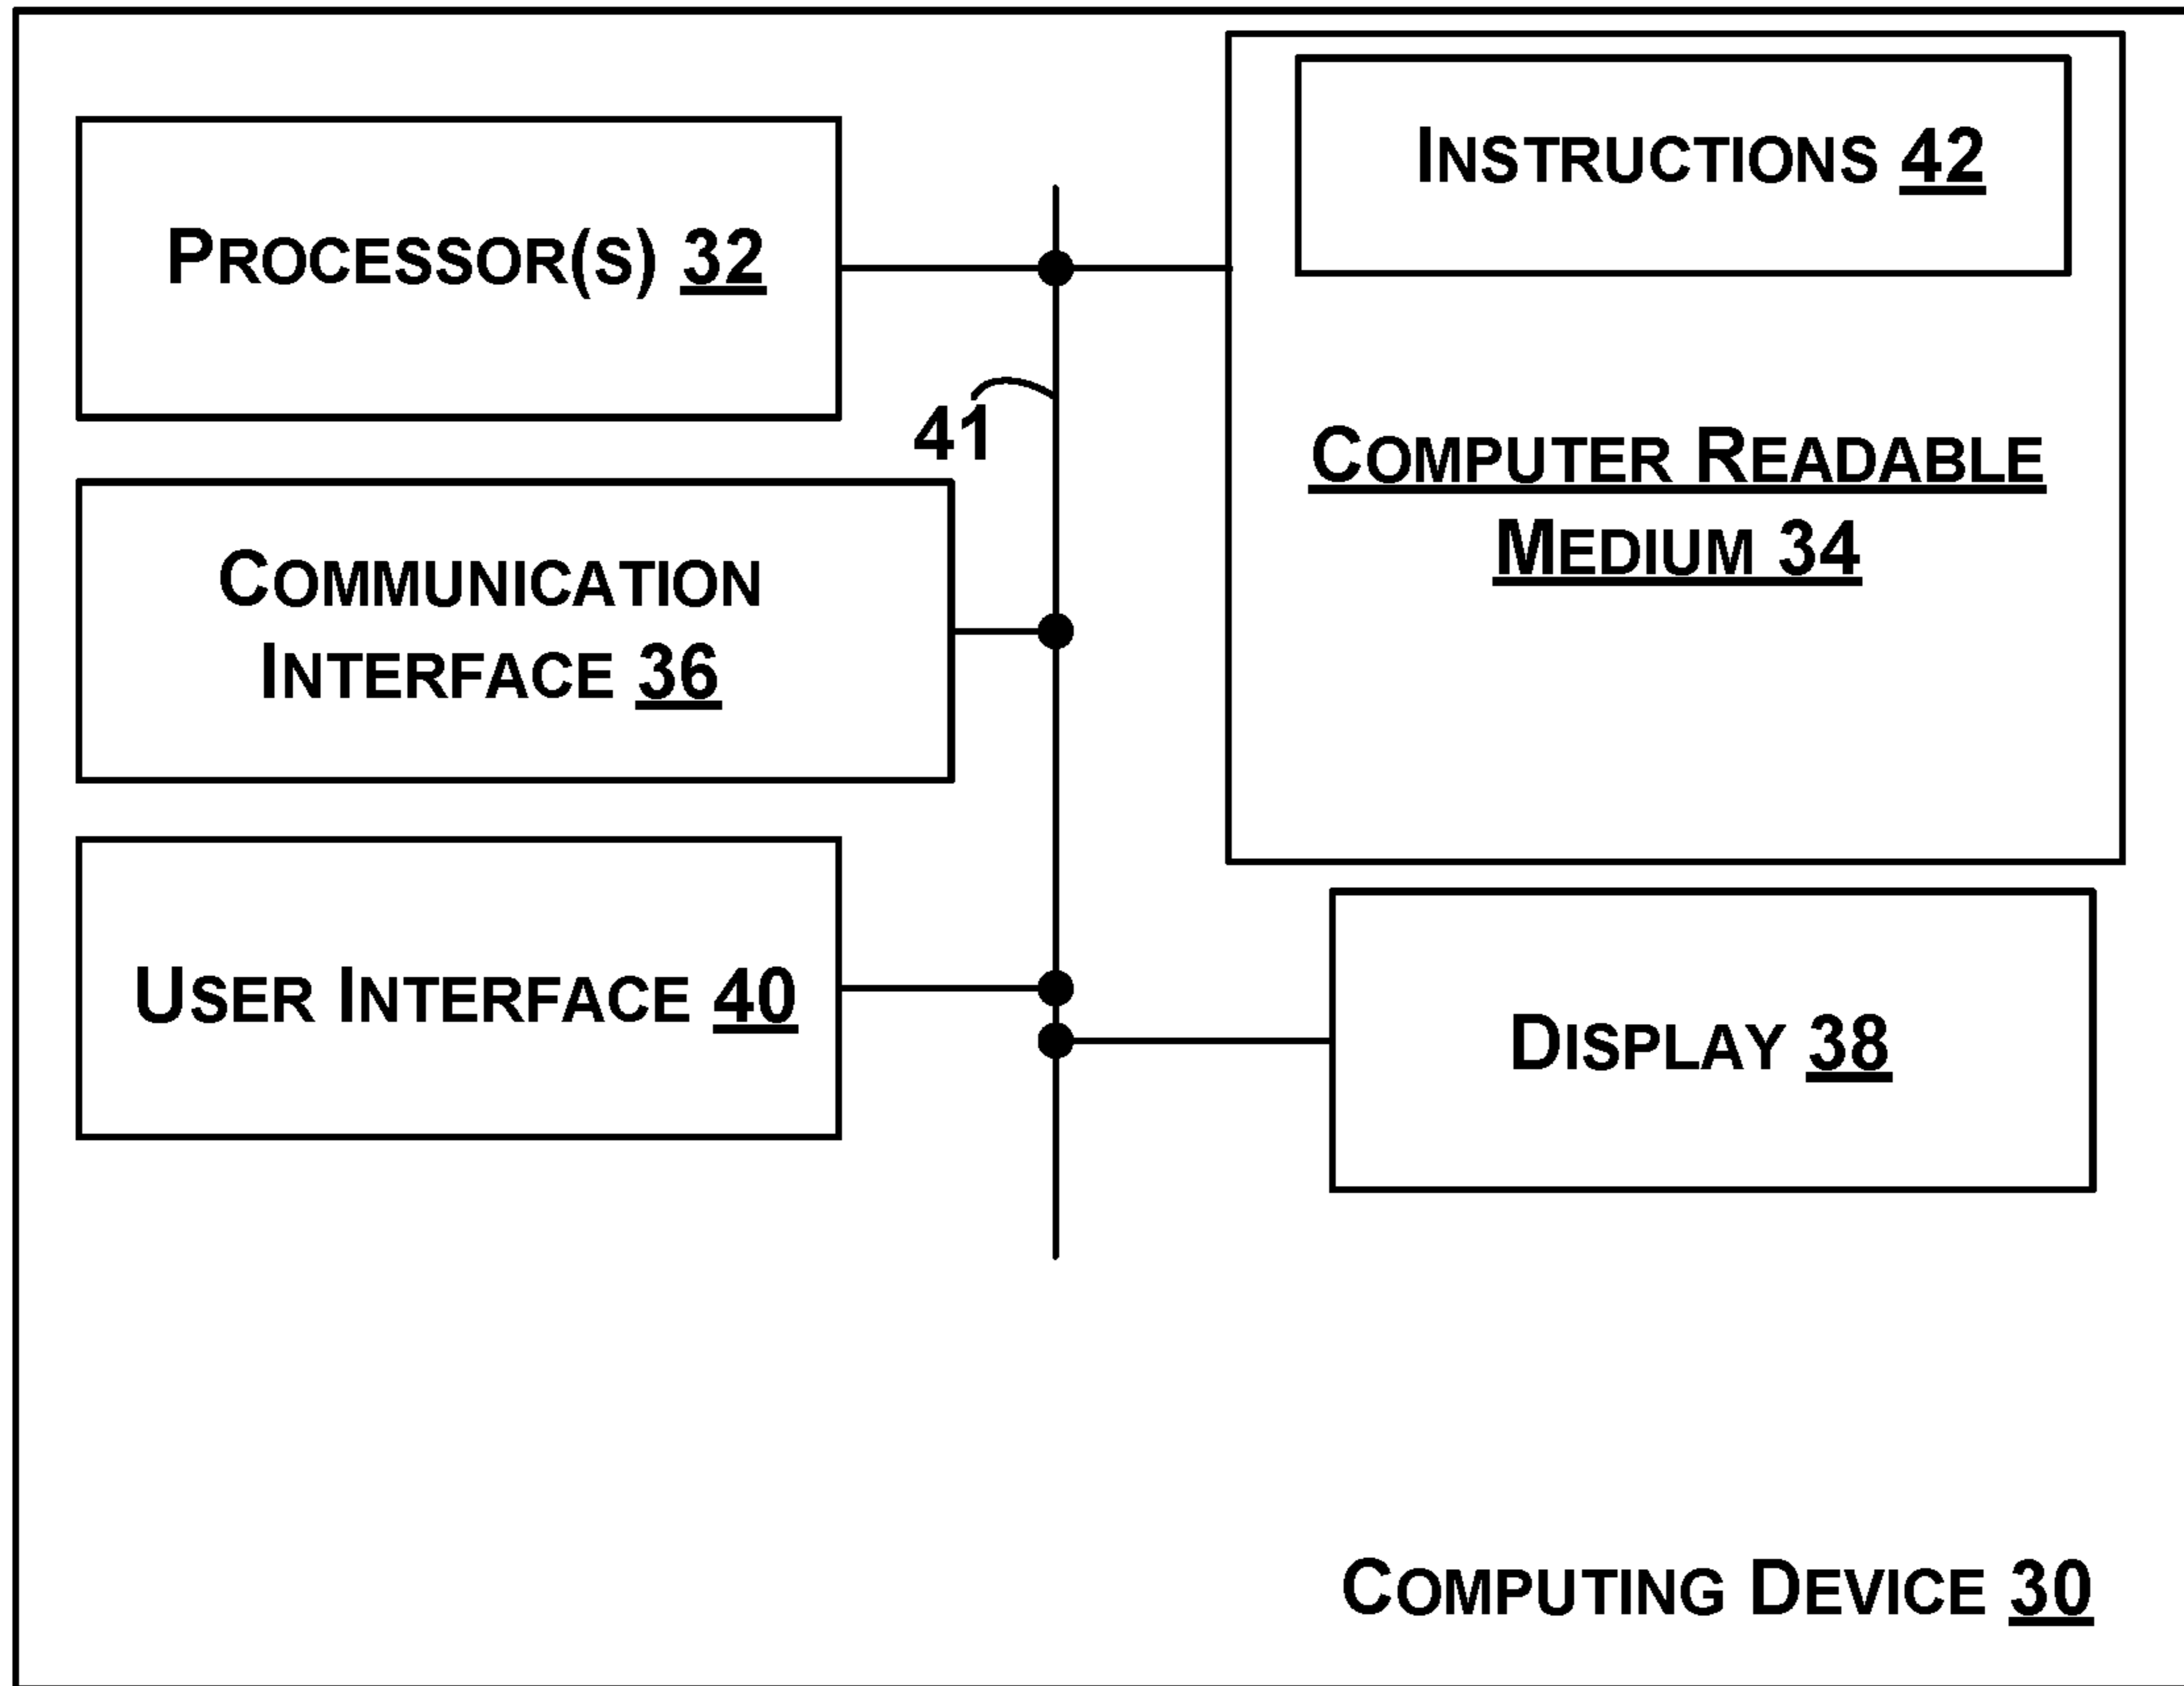 PROCESSOR(S) 32
INSTRUCTIONS 42
41
COMPUTER READABLE
MEDIUM 34
COMMUNICATION
INTERFACE 36
USER INTERFACE 40
DISPLAY 38
COMPUTING DEVICE 30